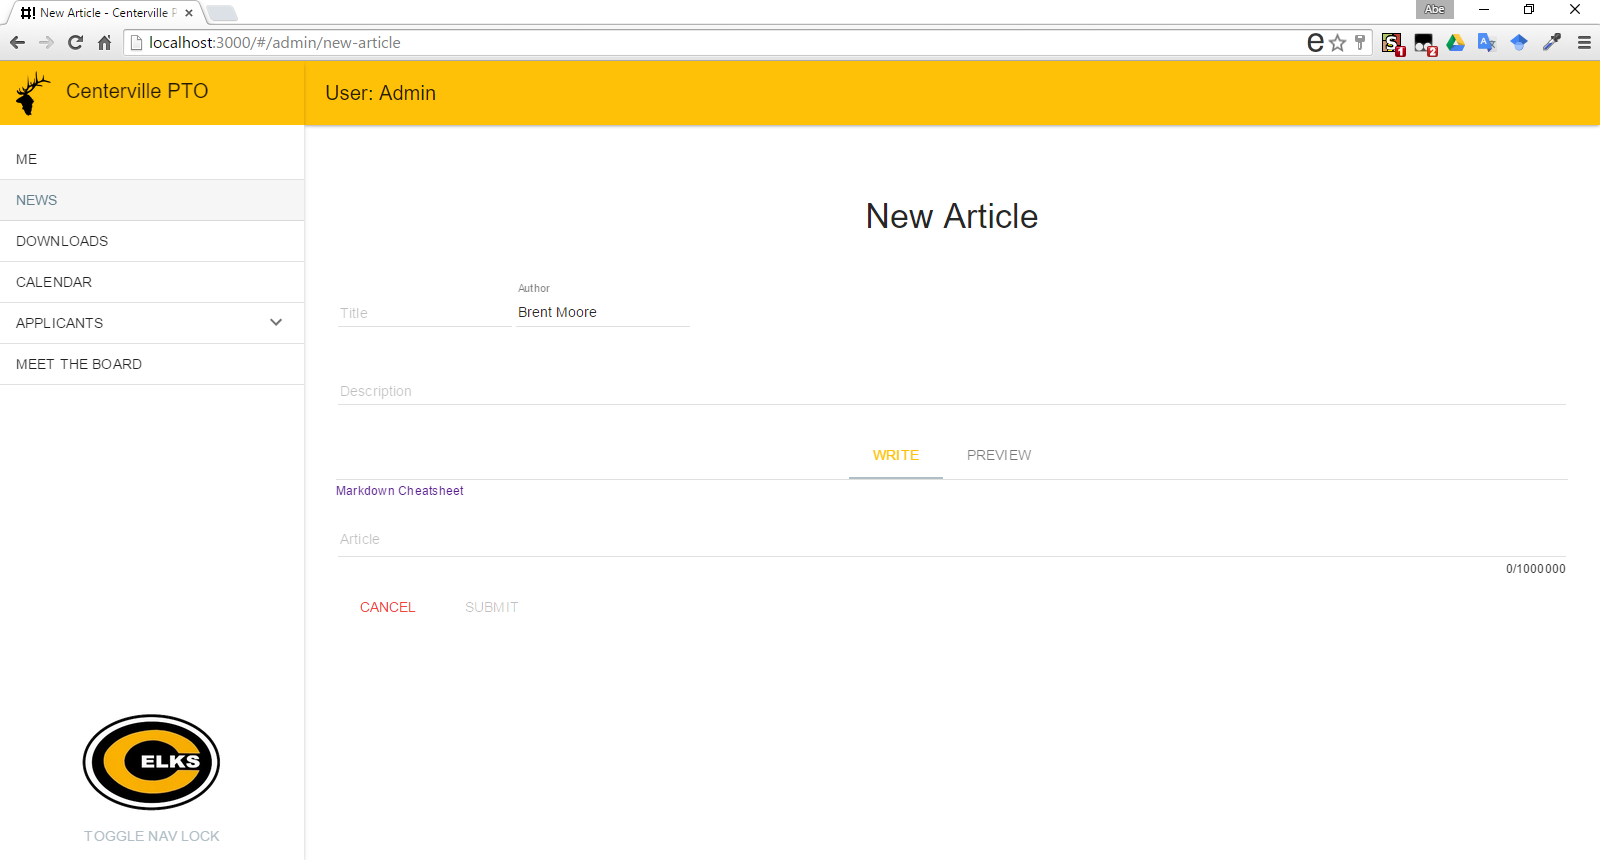 #! New Article - Centerville P
Abe
localhost:3000/#/admin/new-article
1
2
Centerville PTO
User: Admin
ME
NEWS
DOWNLOADS
CALENDAR
APPLICANTS
MEET THE BOARD
New Article
Title
Author
Brent Moore
Description
WRITE
PREVIEW
Markdown Cheatsheet
Article
0/1000000
CANCEL
SUBMIT
C ELKS
TOGGLE NAV LOCK